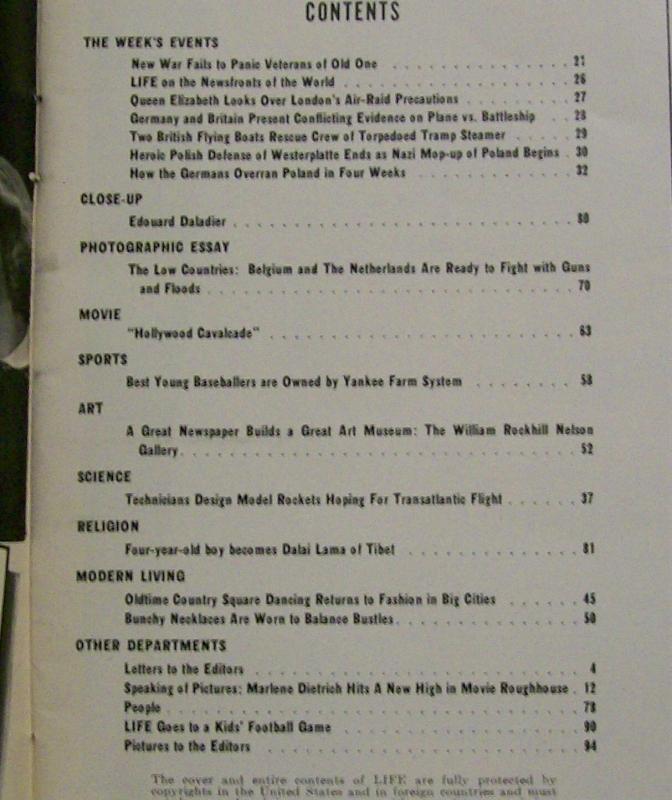 CONTENTS
THE WEEK'S EVENTS
New War Fails to Panic Veterans of Old One . . . . . . . . . . . . . . 21
LIFE on the Newsfronts of the World . . . . . . . . . . . . . . . . . 26
Queen Elizabeth Looks Over London's Air-Raid Precautions . . . . . . . . 27
Germany and Britain Present Conflicting Evidence on Plane vs. Battleship . . 28
Two British Flying Boats Rescue Crew of Torpedoed Tramp Steamer . . . . . 29
Heroic Polish Defense of Westerplatte Ends as Nazi Mop-up of Poland Begins . 30
How the Germans Overran Poland in Four Weeks . . . . . . . . . . . . 32
CLOSE-UP
Edouard Daladier . . . . . . . . . . . . . . . . . . . . . . . . . . 80
PHOTOGRAPHIC ESSAY
The Low Countries: Belgium and The Netherlands Are Ready to Fight with Guns
and Floods . . . . . . . . . . . . . . . . . . . . . . . . . . . . 70
MOVIE
"Hollywood Cavalcade" . . . . . . . . . . . . . . . . . . . . . . . 63
SPORTS
Best Young Baseballers are Owned by Yankee Farm System . . . . . . . . 58
ART
A Great Newspaper Builds a Great Art Museum: The William Rockhill Nelson
Gallery . . . . . . . . . . . . . . . . . . . . . . . . . . . . . . 52
SCIENCE
Technicians Design Model Rockets Hoping For Transatlantic Flight . . . . . . 37
RELIGION
Four-year-old boy becomes Dalai Lama of Tibet . . . . . . . . . . . . . 81
MODERN LIVING
Oldtime Country Square Dancing Returns to Fashion in Big Cities . . . . . . 45
Bunchy Necklaces Are Worn to Balance Bustles . . . . . . . . . . . . . 50
OTHER DEPARTMENTS
Letters to the Editors . . . . . . . . . . . . . . . . . . . . . . . . 4
Speaking of Pictures: Marlene Dietrich Hits A New High in Movie Roughhouse . 12
People . . . . . . . . . . . . . . . . . . . . . . . . . . . . . . 78
LIFE Goes to a Kids' Football Game . . . . . . . . . . . . . . . . . . 90
Pictures to the Editors . . . . . . . . . . . . . . . . . . . . . . . 94
The cover and entire contents of LIFE are fully protected by
copyrights in the United States and in foreign countries and must